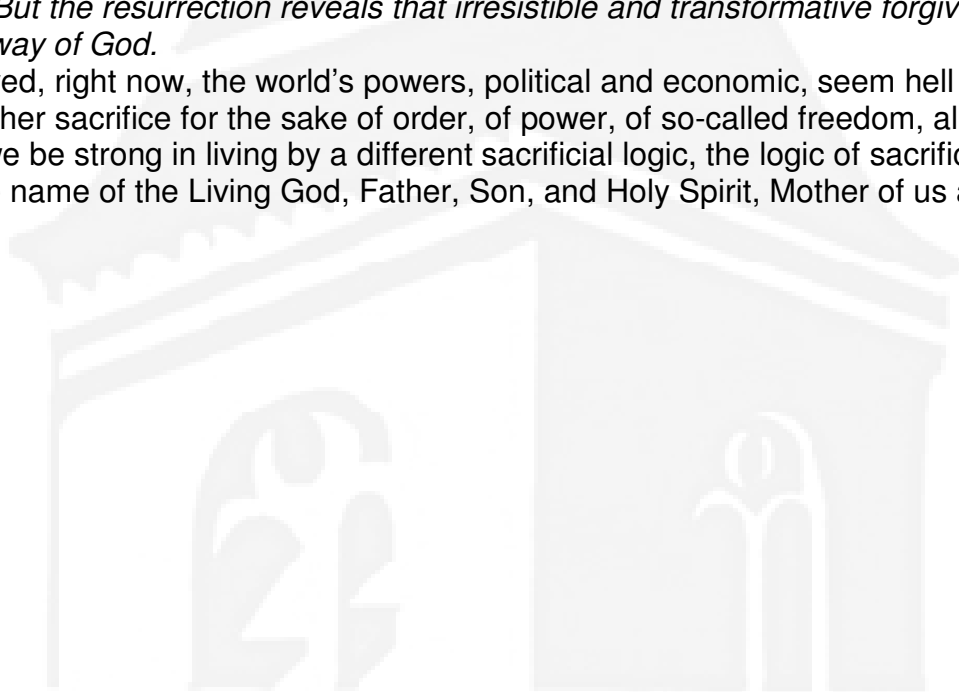 But the resurrection reveals that irresistible and transformative forgiv
way of God.
ed, right now, the world's powers, political and economic, seem hell
her sacrifice for the sake of order, of power, of so-called freedom, al
we be strong in living by a different sacrificial logic, the logic of sacrific
name of the Living God, Father, Son, and Holy Spirit, Mother of us a